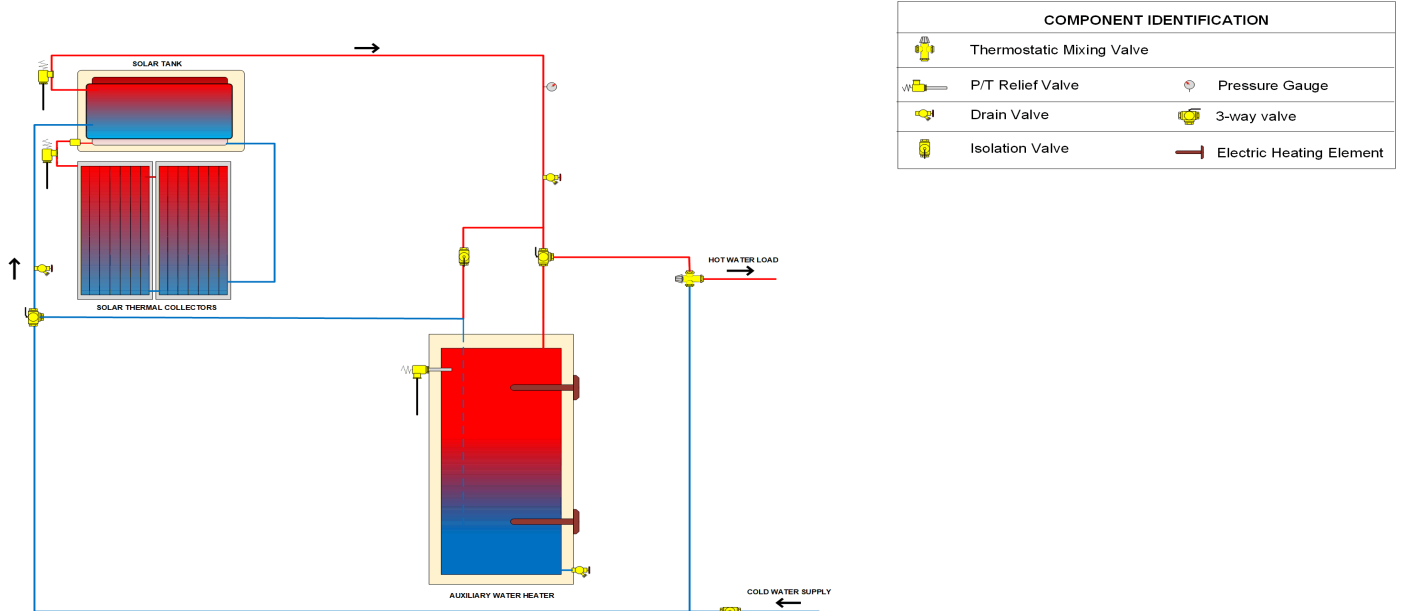 COMPONENT IDENTIFICATION
Thermostatic Mixing Valve
P/T Relief Valve
Pressure Gauge
Drain Valve
3-way valve
Isolation Valve
Electric Heating Element
SOLAR TANK
SOLAR THERMAL COLLECTORS
HOT WATER LOAD
AUXILIARY WATER HEATER
COLD WATER SUPPLY